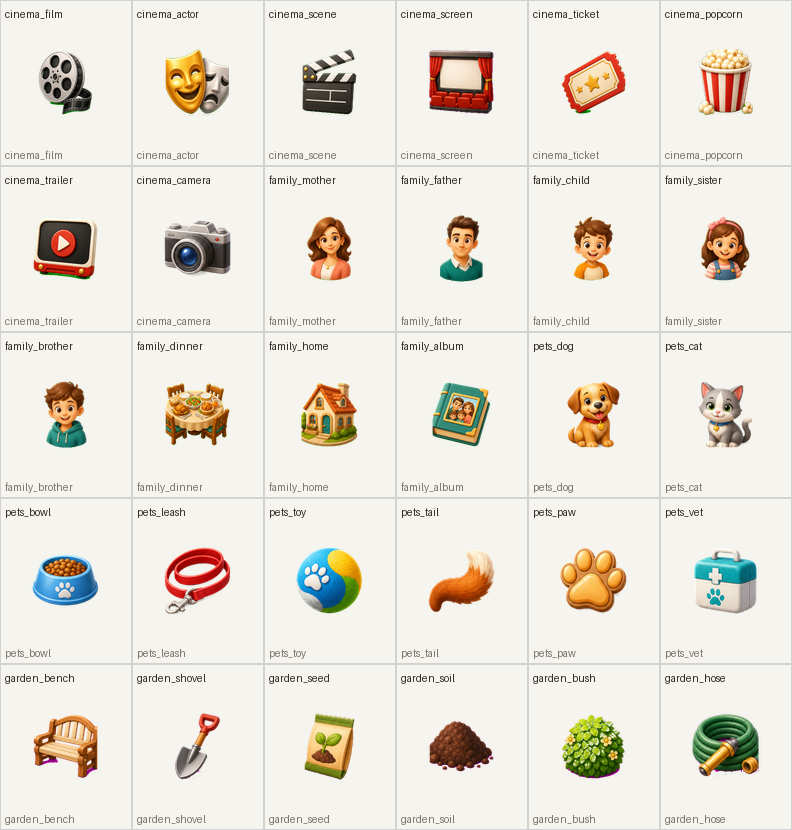 cinema_film cinema_actor cinema_scene cinema_screen cinema_ticket cinema_popcorn
cinema_film cinema_actor cinema_scene cinema_screen cinema_ticket cinema_popcorn
cinema_trailer cinema_camera family_mother family_father family_child family_sister
cinema_trailer cinema_camera family_mother family_father family_child family_sister
family_brother family_dinner family_home family_album pets_dog pets_cat
family_brother family_dinner family_home family_album pets_dog pets_cat
pets_bowl pets_leash pets_toy pets_tail pets_paw pets_vet
pets_bowl pets_leash pets_toy pets_tail pets_paw pets_vet
garden_bench garden_shovel garden_seed garden_soil garden_bush garden_hose
garden_bench garden_shovel garden_seed garden_soil garden_bush garden_hose